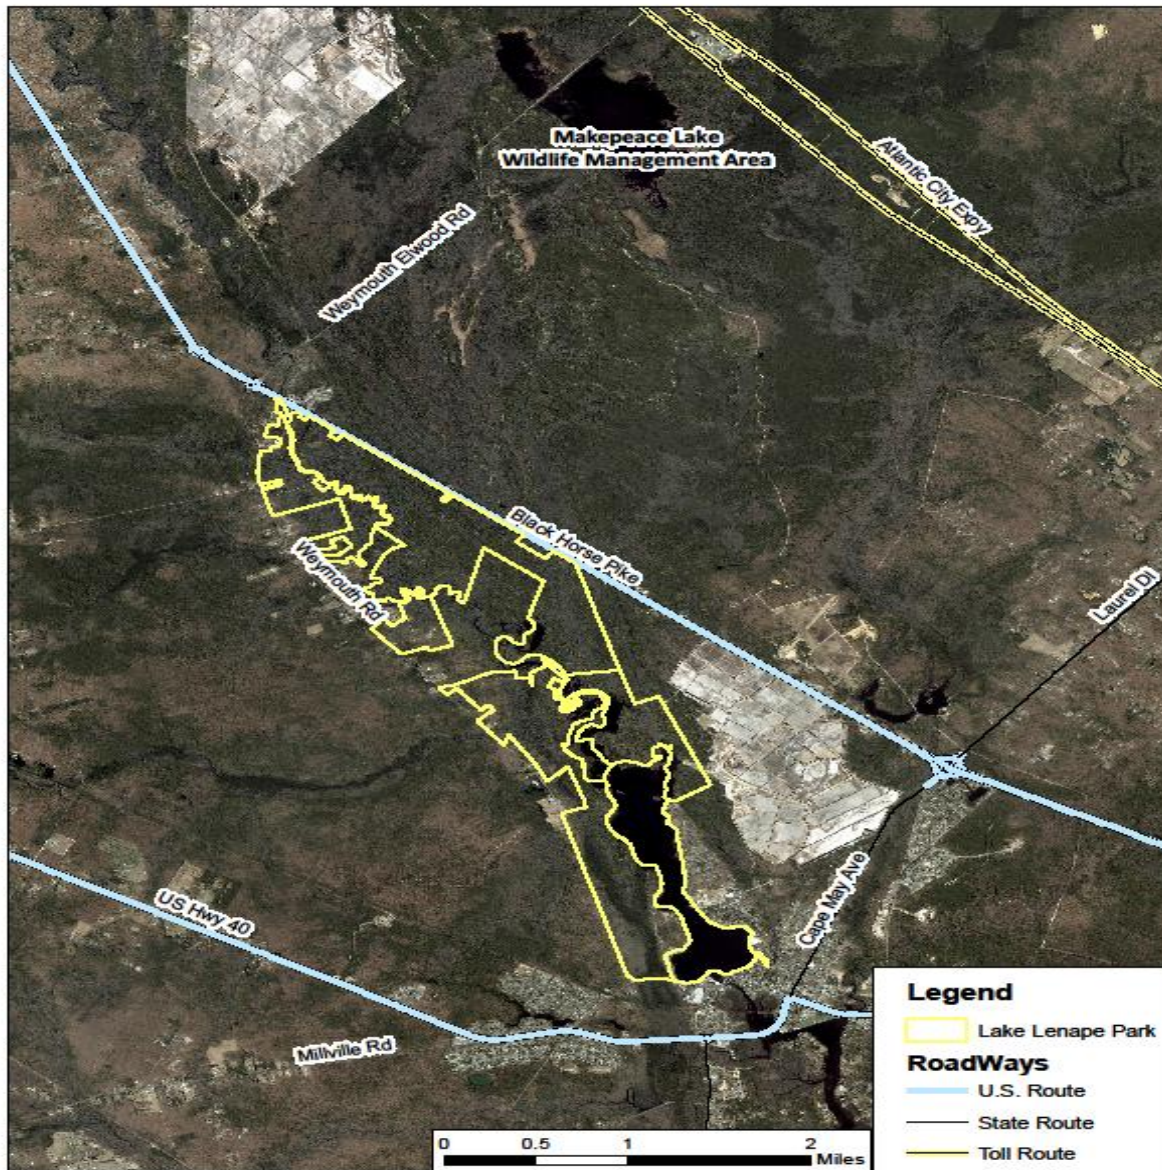 Makepeace Lake
Wildlife Management Area
Atlantic City Expy
Weymouth Elwood Rd
Black Horse Pike
Weymouth Rd
Laurel Dr
Cape May Ave
US Hwy 40
Millville Rd
Legend
Lake Lenape Park
RoadWays
U.S. Route
State Route
Toll Route
0 0.5 1 2
Miles